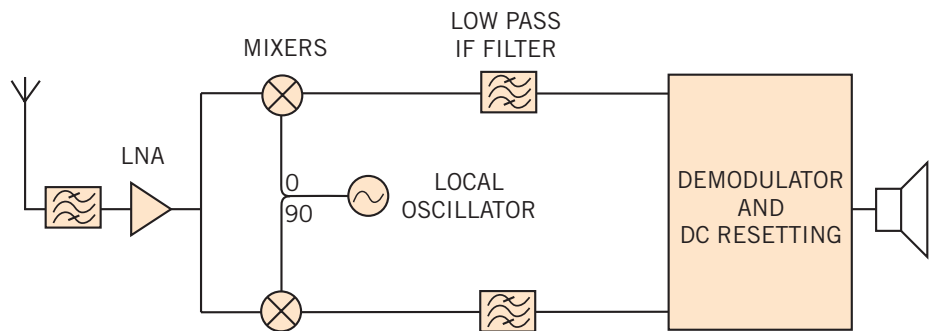 LOW PASS
IF FILTER
MIXERS
LNA
0
90
LOCAL
OSCILLATOR
DEMODULATOR
AND
DC RESETTING